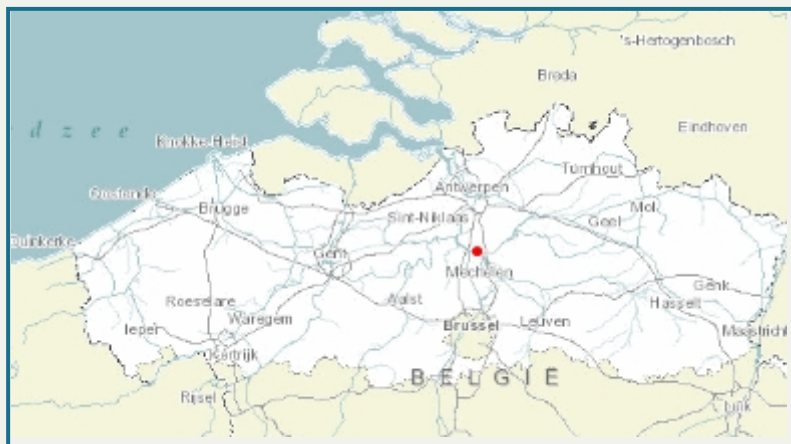 's-Hertogenbosch
Breda
d z e e
Eindhoven
Knokke-Heist
Turnhout
Antwerpen
Oostende
Mol
Brugge
Sint-Niklaas
Geel
Duinkerke
Gent
Mechelen
Genk
Roeselare
Aalst
Hasselt
Waregem
Ieper
Brussel
Leuven
Maastricht
Kortrijk
BELGIË
Rijsel
Luik